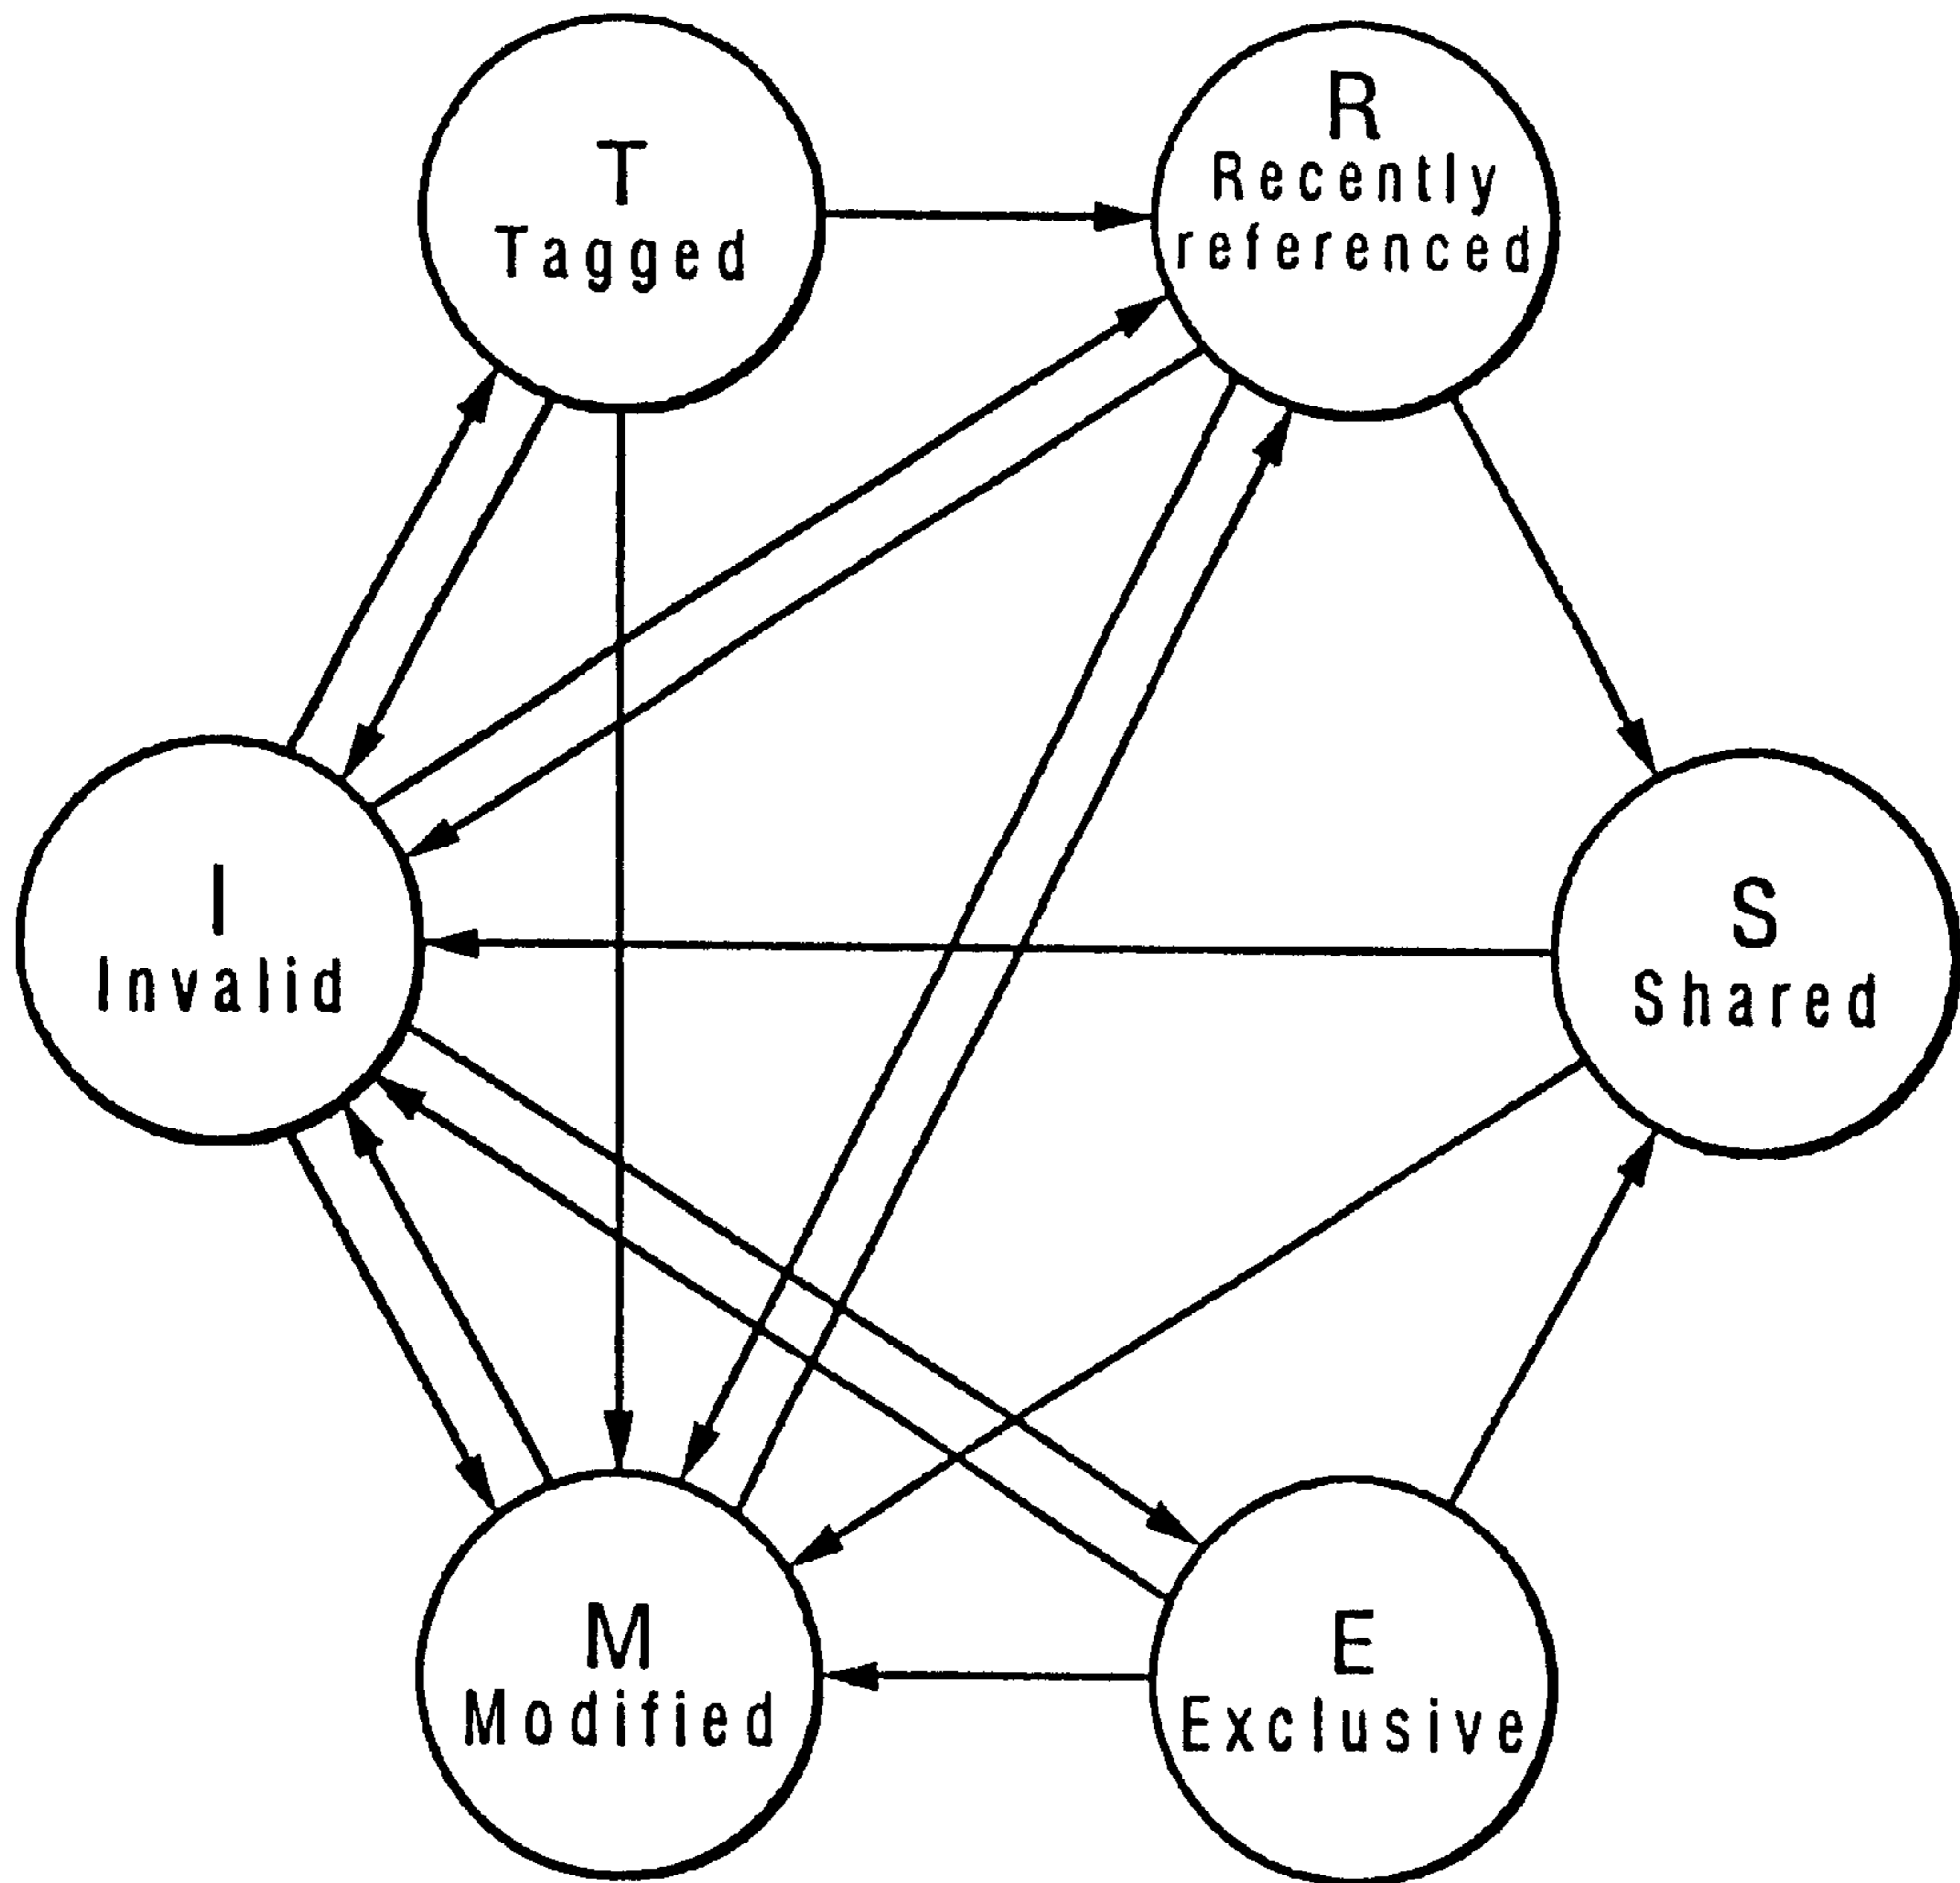 T
Tagged
R
Recently
referenced
I
Invalid
S
Shared
M
Modified
E
Exclusive